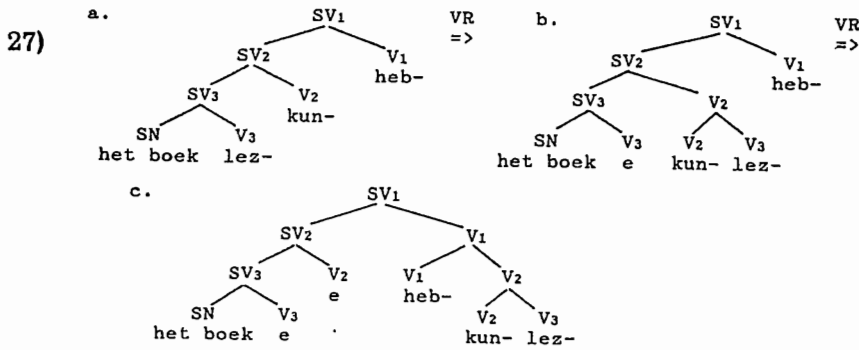 27)
a. SV1 VR
=>
SV2 V1
heb-
SV3 V2
kun-
SN V3
het boek lez-
b. SV1 VR
=>
SV2 V1
heb-
SV3 V2
SN V3 V2 V3
het boek e kun- lez-
c. SV1
SV2 V1
SV3 V2 V1 V2
e heb-
SN V3 V2 V3
het boek e kun- lez-